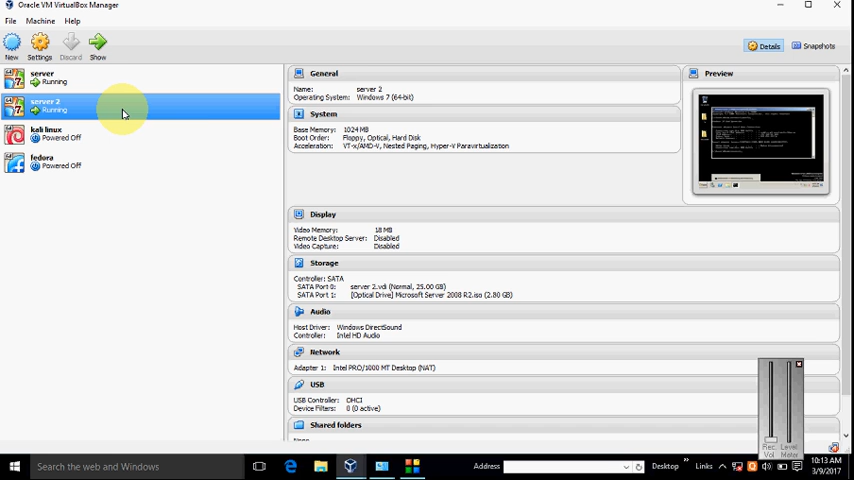 Oracle VM VirtualBox Manager
File Machine Help
New Settings Discard Show
Details Snapshots
server
Running
server 2
Running
kali linux
Powered Off
fedora
Powered Off
General
Name: server 2
Operating System: Windows 7 (64-bit)
System
Base Memory: 1024 MB
Boot Order: Floppy, Optical, Hard Disk
Acceleration: VT-x/AMD-V, Nested Paging, Hyper-V Paravirtualization
Preview
Display
Video Memory: 18 MB
Remote Desktop Server: Disabled
Video Capture: Disabled
Storage
Controller: SATA
SATA Port 0: server 2.vdi (Normal, 25.00 GB)
SATA Port 1: [Optical Drive] Microsoft Server 2008 R2.iso (2.80 GB)
Audio
Host Driver: Windows DirectSound
Controller: Intel HD Audio
Network
Adapter 1: Intel PRO/1000 MT Desktop (NAT)
USB
USB Controller: OHCI
Device Filters: 0 (0 active)
Shared folders
None
Rec. Level
Vol Meter
Search the web and Windows
Address
Desktop
Links
10:13 AM
3/9/2017